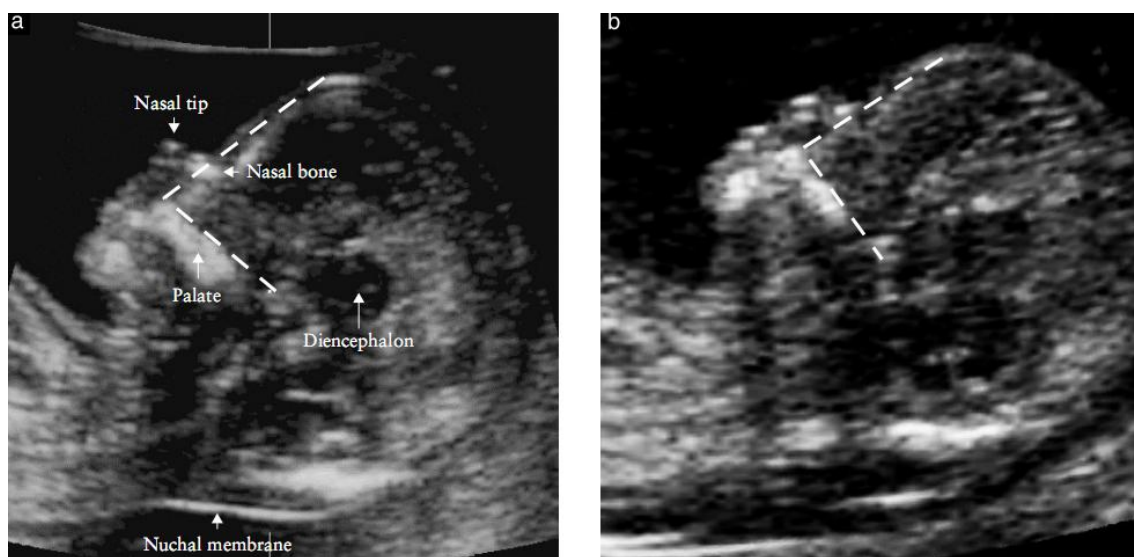 a
b
Nasal tip
Nasal bone
Palate
Diencephalon
Nuchal membrane